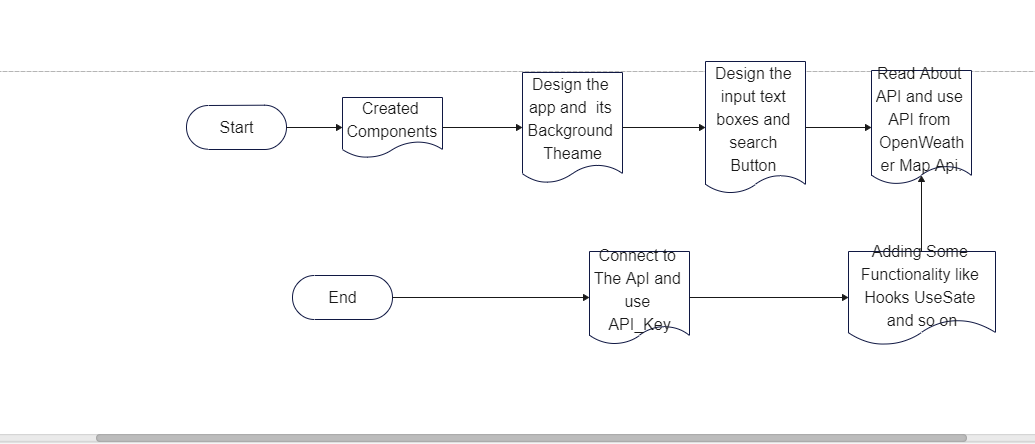 Start
Created
Components
Design the
app and its
Background
Theame
Design the
input text
boxes and
search
Button
Read About
API and use
API from
OpenWeath
er Map Api.
End
Connect to
The ApI and
use
API_Key
Adding Some
Functionality like
Hooks UseSate
and so on